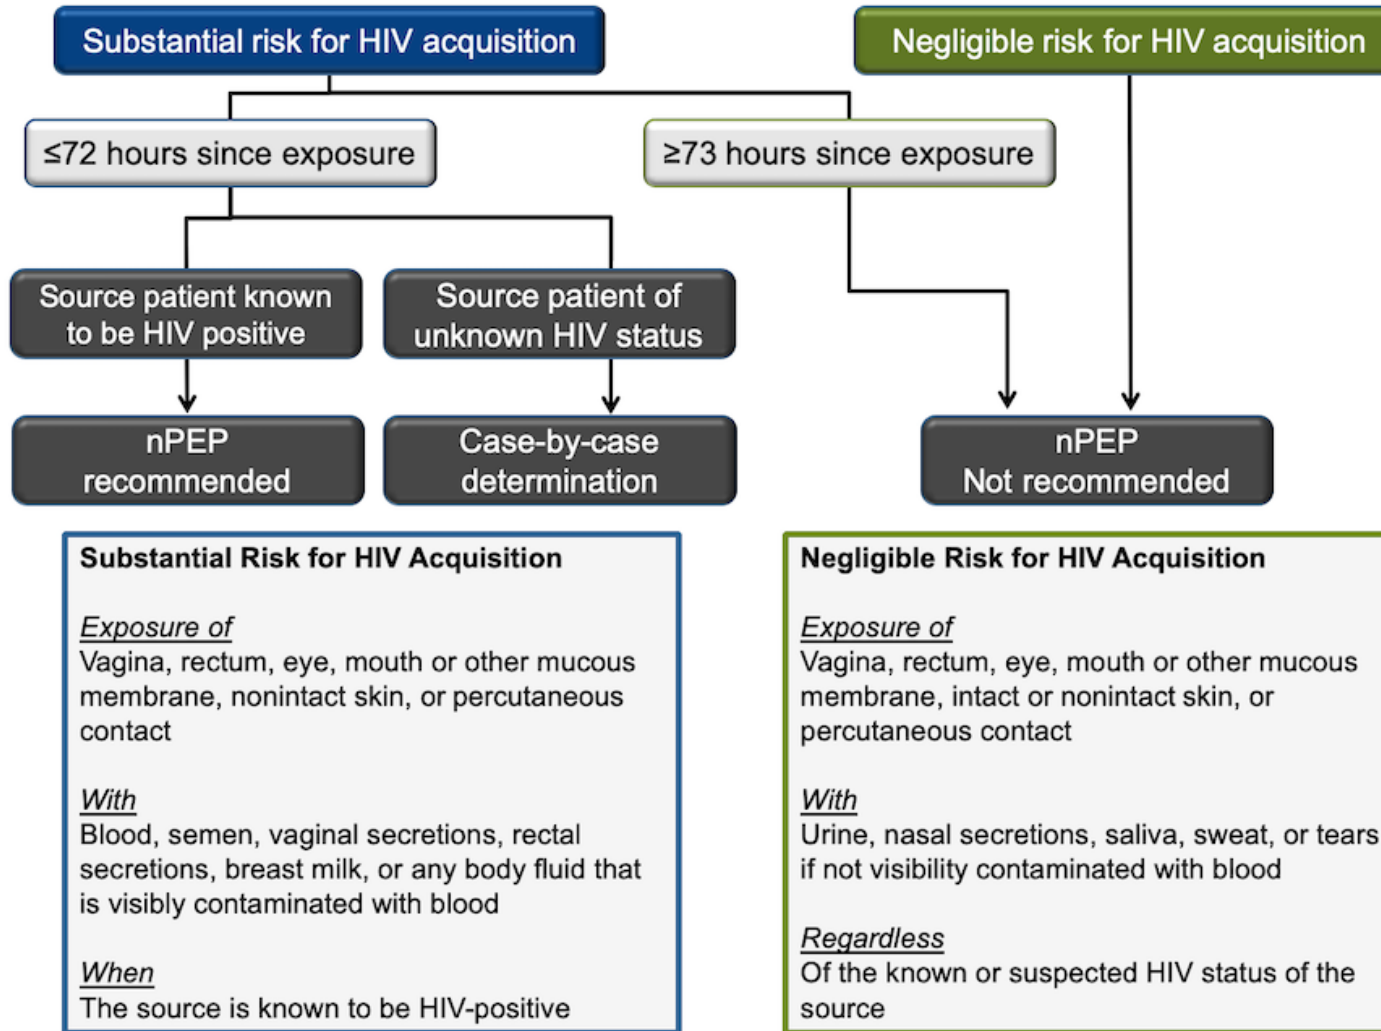 Substantial risk for HIV acquisition
Negligible risk for HIV acquisition
≤72 hours since exposure
≥73 hours since exposure
Source patient known
to be HIV positive
Source patient of
unknown HIV status
nPEP
recommended
Case-by-case
determination
nPEP
Not recommended
Substantial Risk for HIV Acquisition
Exposure of
Vagina, rectum, eye, mouth or other mucous
membrane, nonintact skin, or percutaneous
contact
With
Blood, semen, vaginal secretions, rectal
secretions, breast milk, or any body fluid that
is visibly contaminated with blood
When
The source is known to be HIV-positive
Negligible Risk for HIV Acquisition
Exposure of
Vagina, rectum, eye, mouth or other mucous
membrane, intact or nonintact skin, or
percutaneous contact
With
Urine, nasal secretions, saliva, sweat, or tears
if not visibility contaminated with blood
Regardless
Of the known or suspected HIV status of the
source